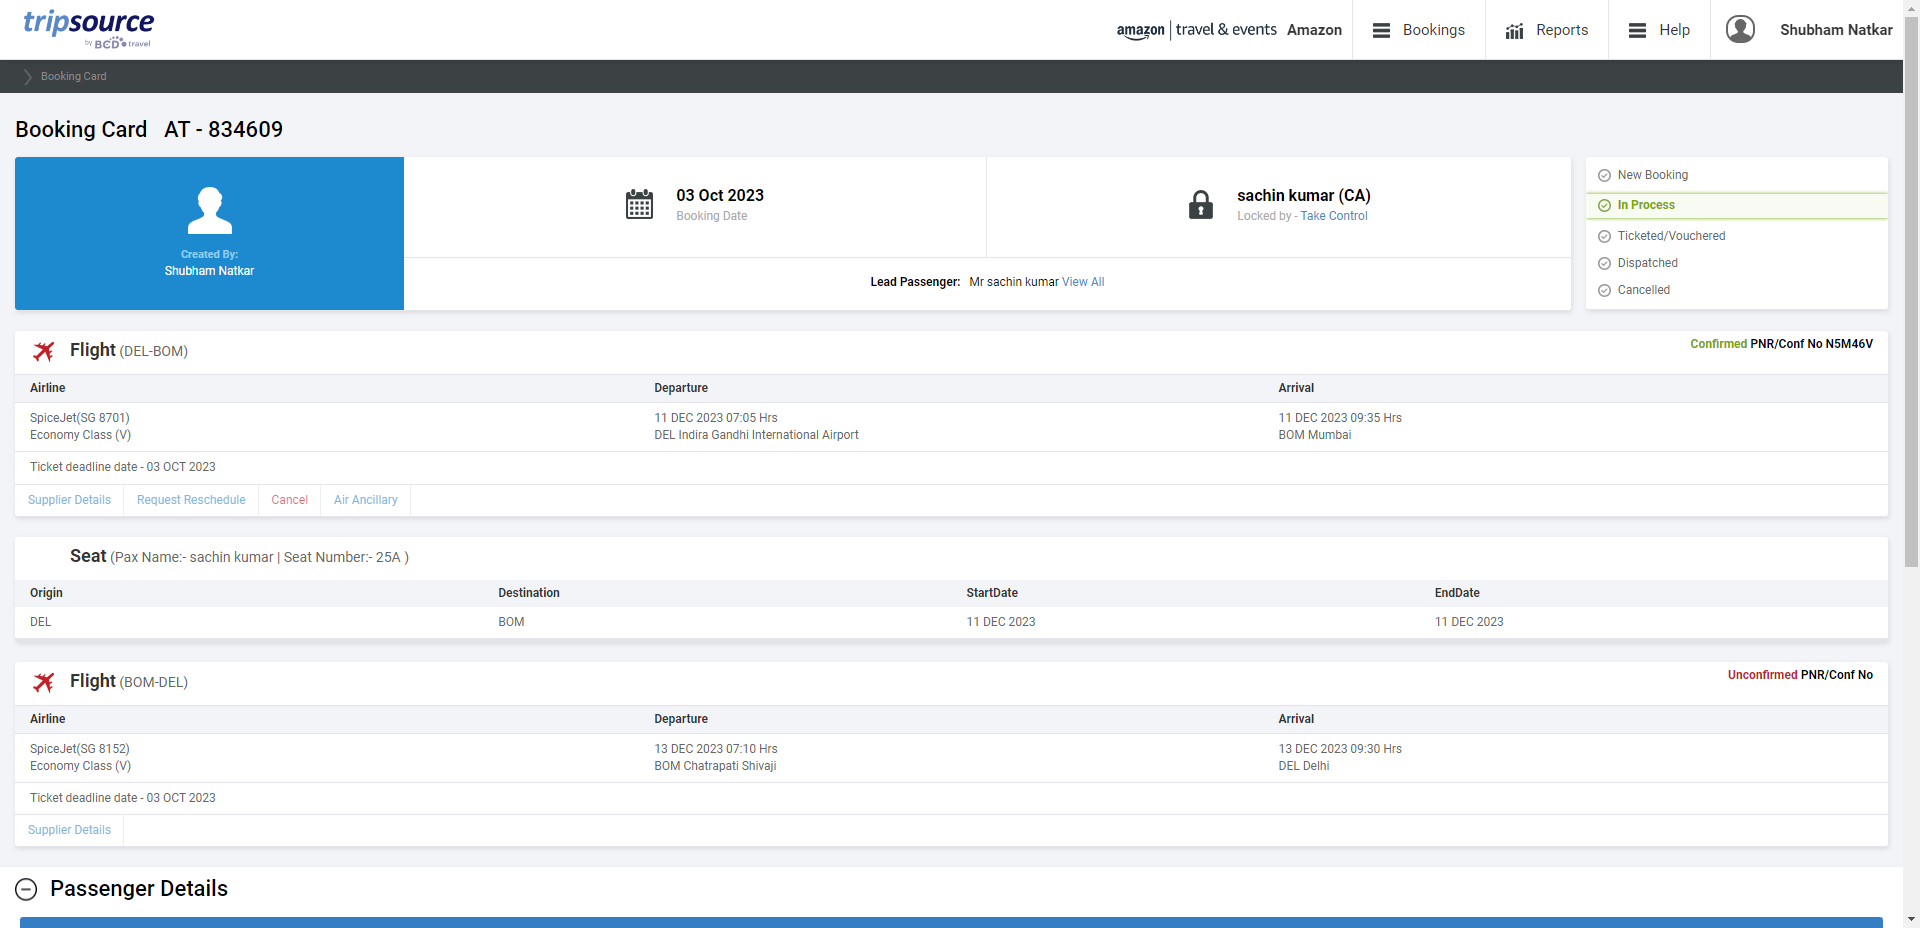 tripsource
by BCD travel
amazon | travel & events Amazon
Bookings
Reports
Help
Shubham Natkar
Booking Card
Booking Card AT - 834609
Created By:
Shubham Natkar
03 Oct 2023
Booking Date
sachin kumar (CA)
Locked by - Take Control
Lead Passenger: Mr sachin kumar View All
New Booking
In Process
Ticketed/Vouchered
Dispatched
Cancelled
Flight (DEL-BOM)
Confirmed PNR/Conf No N5M46V
Airline Departure Arrival
SpiceJet(SG 8701) 11 DEC 2023 07:05 Hrs 11 DEC 2023 09:35 Hrs
Economy Class (V) DEL Indira Gandhi International Airport BOM Mumbai
Ticket deadline date - 03 OCT 2023
Supplier Details Request Reschedule Cancel Air Ancillary
Seat (Pax Name:- sachin kumar | Seat Number:- 25A )
Origin Destination StartDate EndDate
DEL BOM 11 DEC 2023 11 DEC 2023
Flight (BOM-DEL)
Unconfirmed PNR/Conf No
Airline Departure Arrival
SpiceJet(SG 8152) 13 DEC 2023 07:10 Hrs 13 DEC 2023 09:30 Hrs
Economy Class (V) BOM Chatrapati Shivaji DEL Delhi
Ticket deadline date - 03 OCT 2023
Supplier Details
Passenger Details